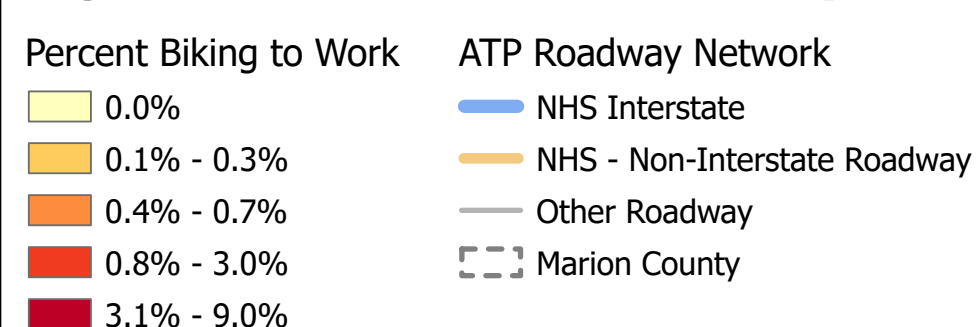 Percent Biking to Work
0.0%
0.1% - 0.3%
0.4% - 0.7%
0.8% - 3.0%
3.1% - 9.0%
ATP Roadway Network
NHS Interstate
NHS - Non-Interstate Roadway
Other Roadway
Marion County